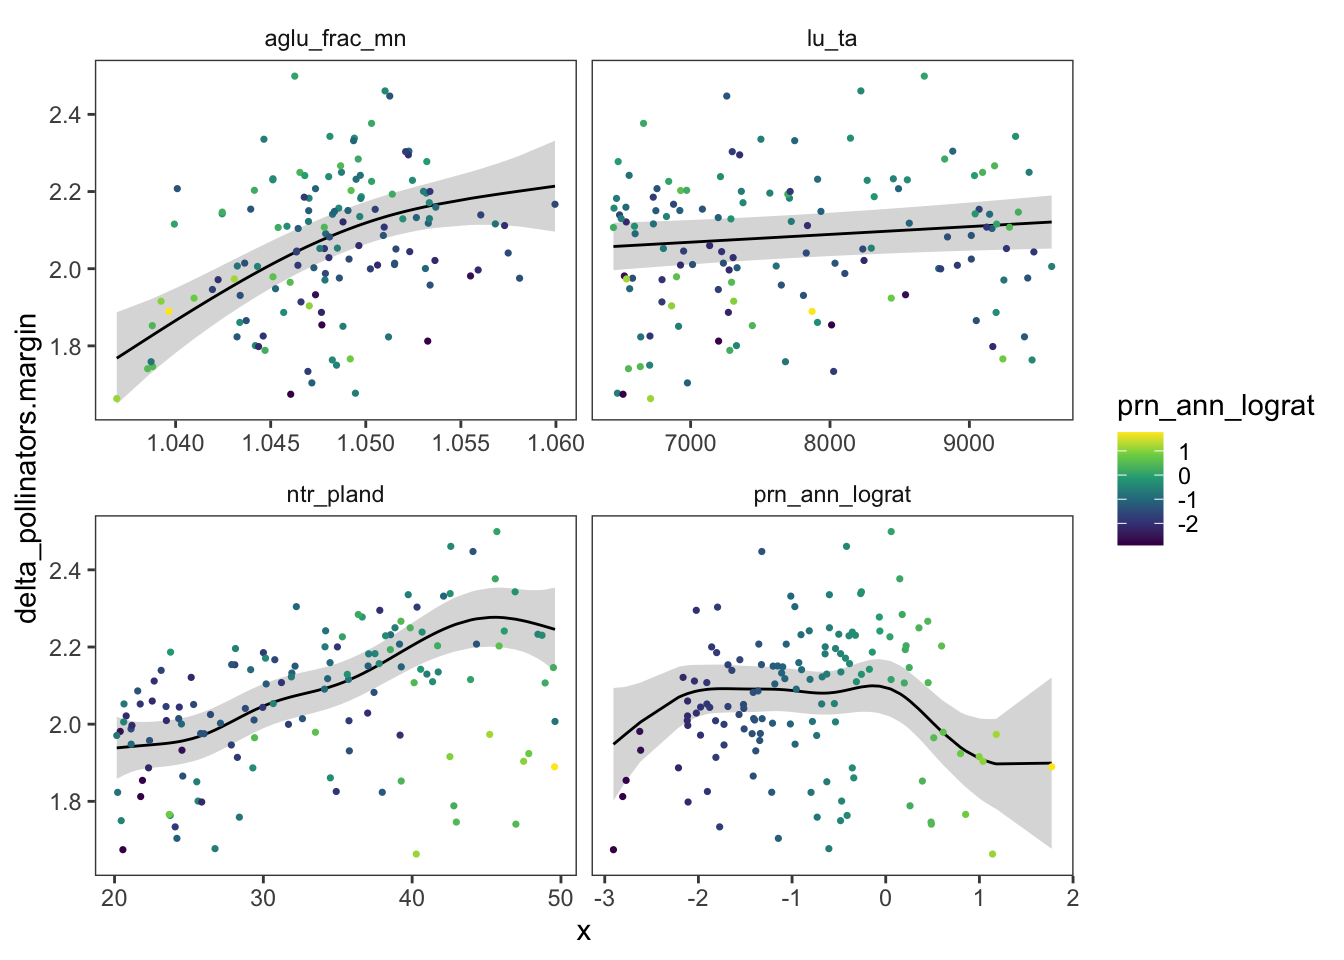 aglu_frac_mn
lu_ta
2.4
2.2
2.0
1.8
1.040 1.045 1.050 1.055 1.060
7000 8000 9000
ntr_pland
prn_ann_lograt
2.4
2.2
2.0
1.8
20 30 40 50
-3 -2 -1 0 1 2
x
delta_pollinators.margin
prn_ann_lograt
1
0
-1
-2